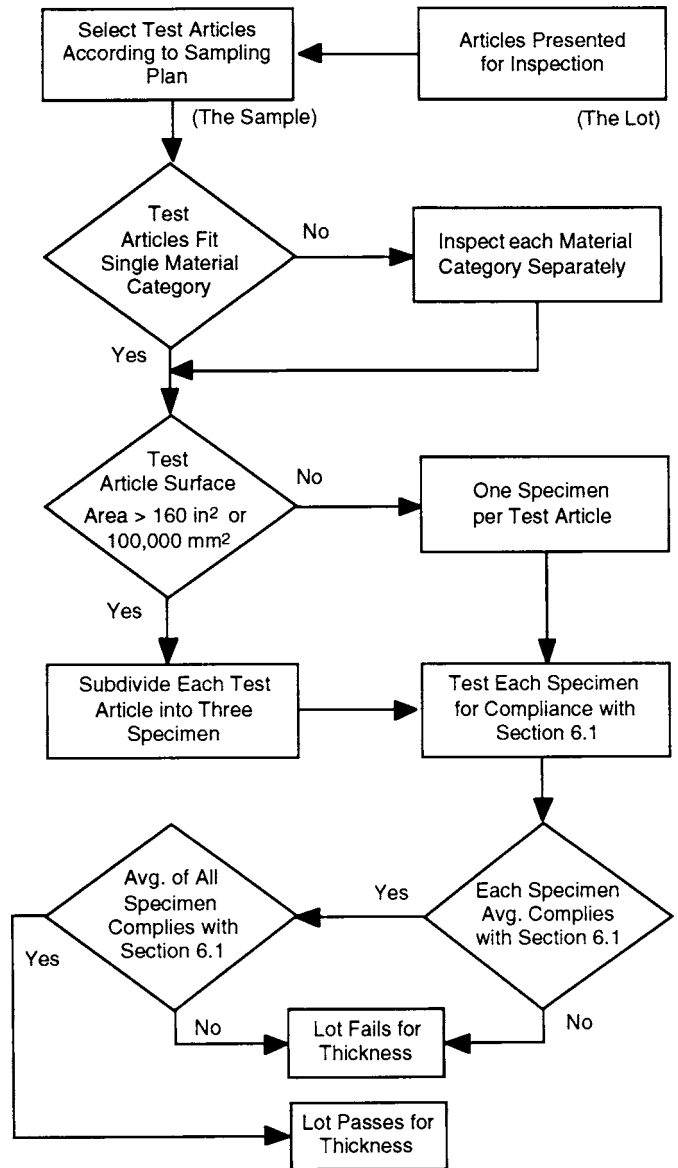 Select Test Articles
According to Sampling
Plan
Articles Presented
for Inspection
(The Sample)
(The Lot)
Test
Articles Fit
Single Material
Category
No
Inspect each Material
Category Separately
Yes
Test
Article Surface
Area > 160 in² or
100,000 mm²
No
One Specimen
per Test Article
Yes
Subdivide Each Test
Article into Three
Specimen
Test Each Specimen
for Compliance with
Section 6.1
Each Specimen
Avg. Complies
with Section 6.1
Yes
Avg. of All
Specimen
Complies with
Section 6.1
Yes
No
No
Lot Fails for
Thickness
Lot Passes for
Thickness